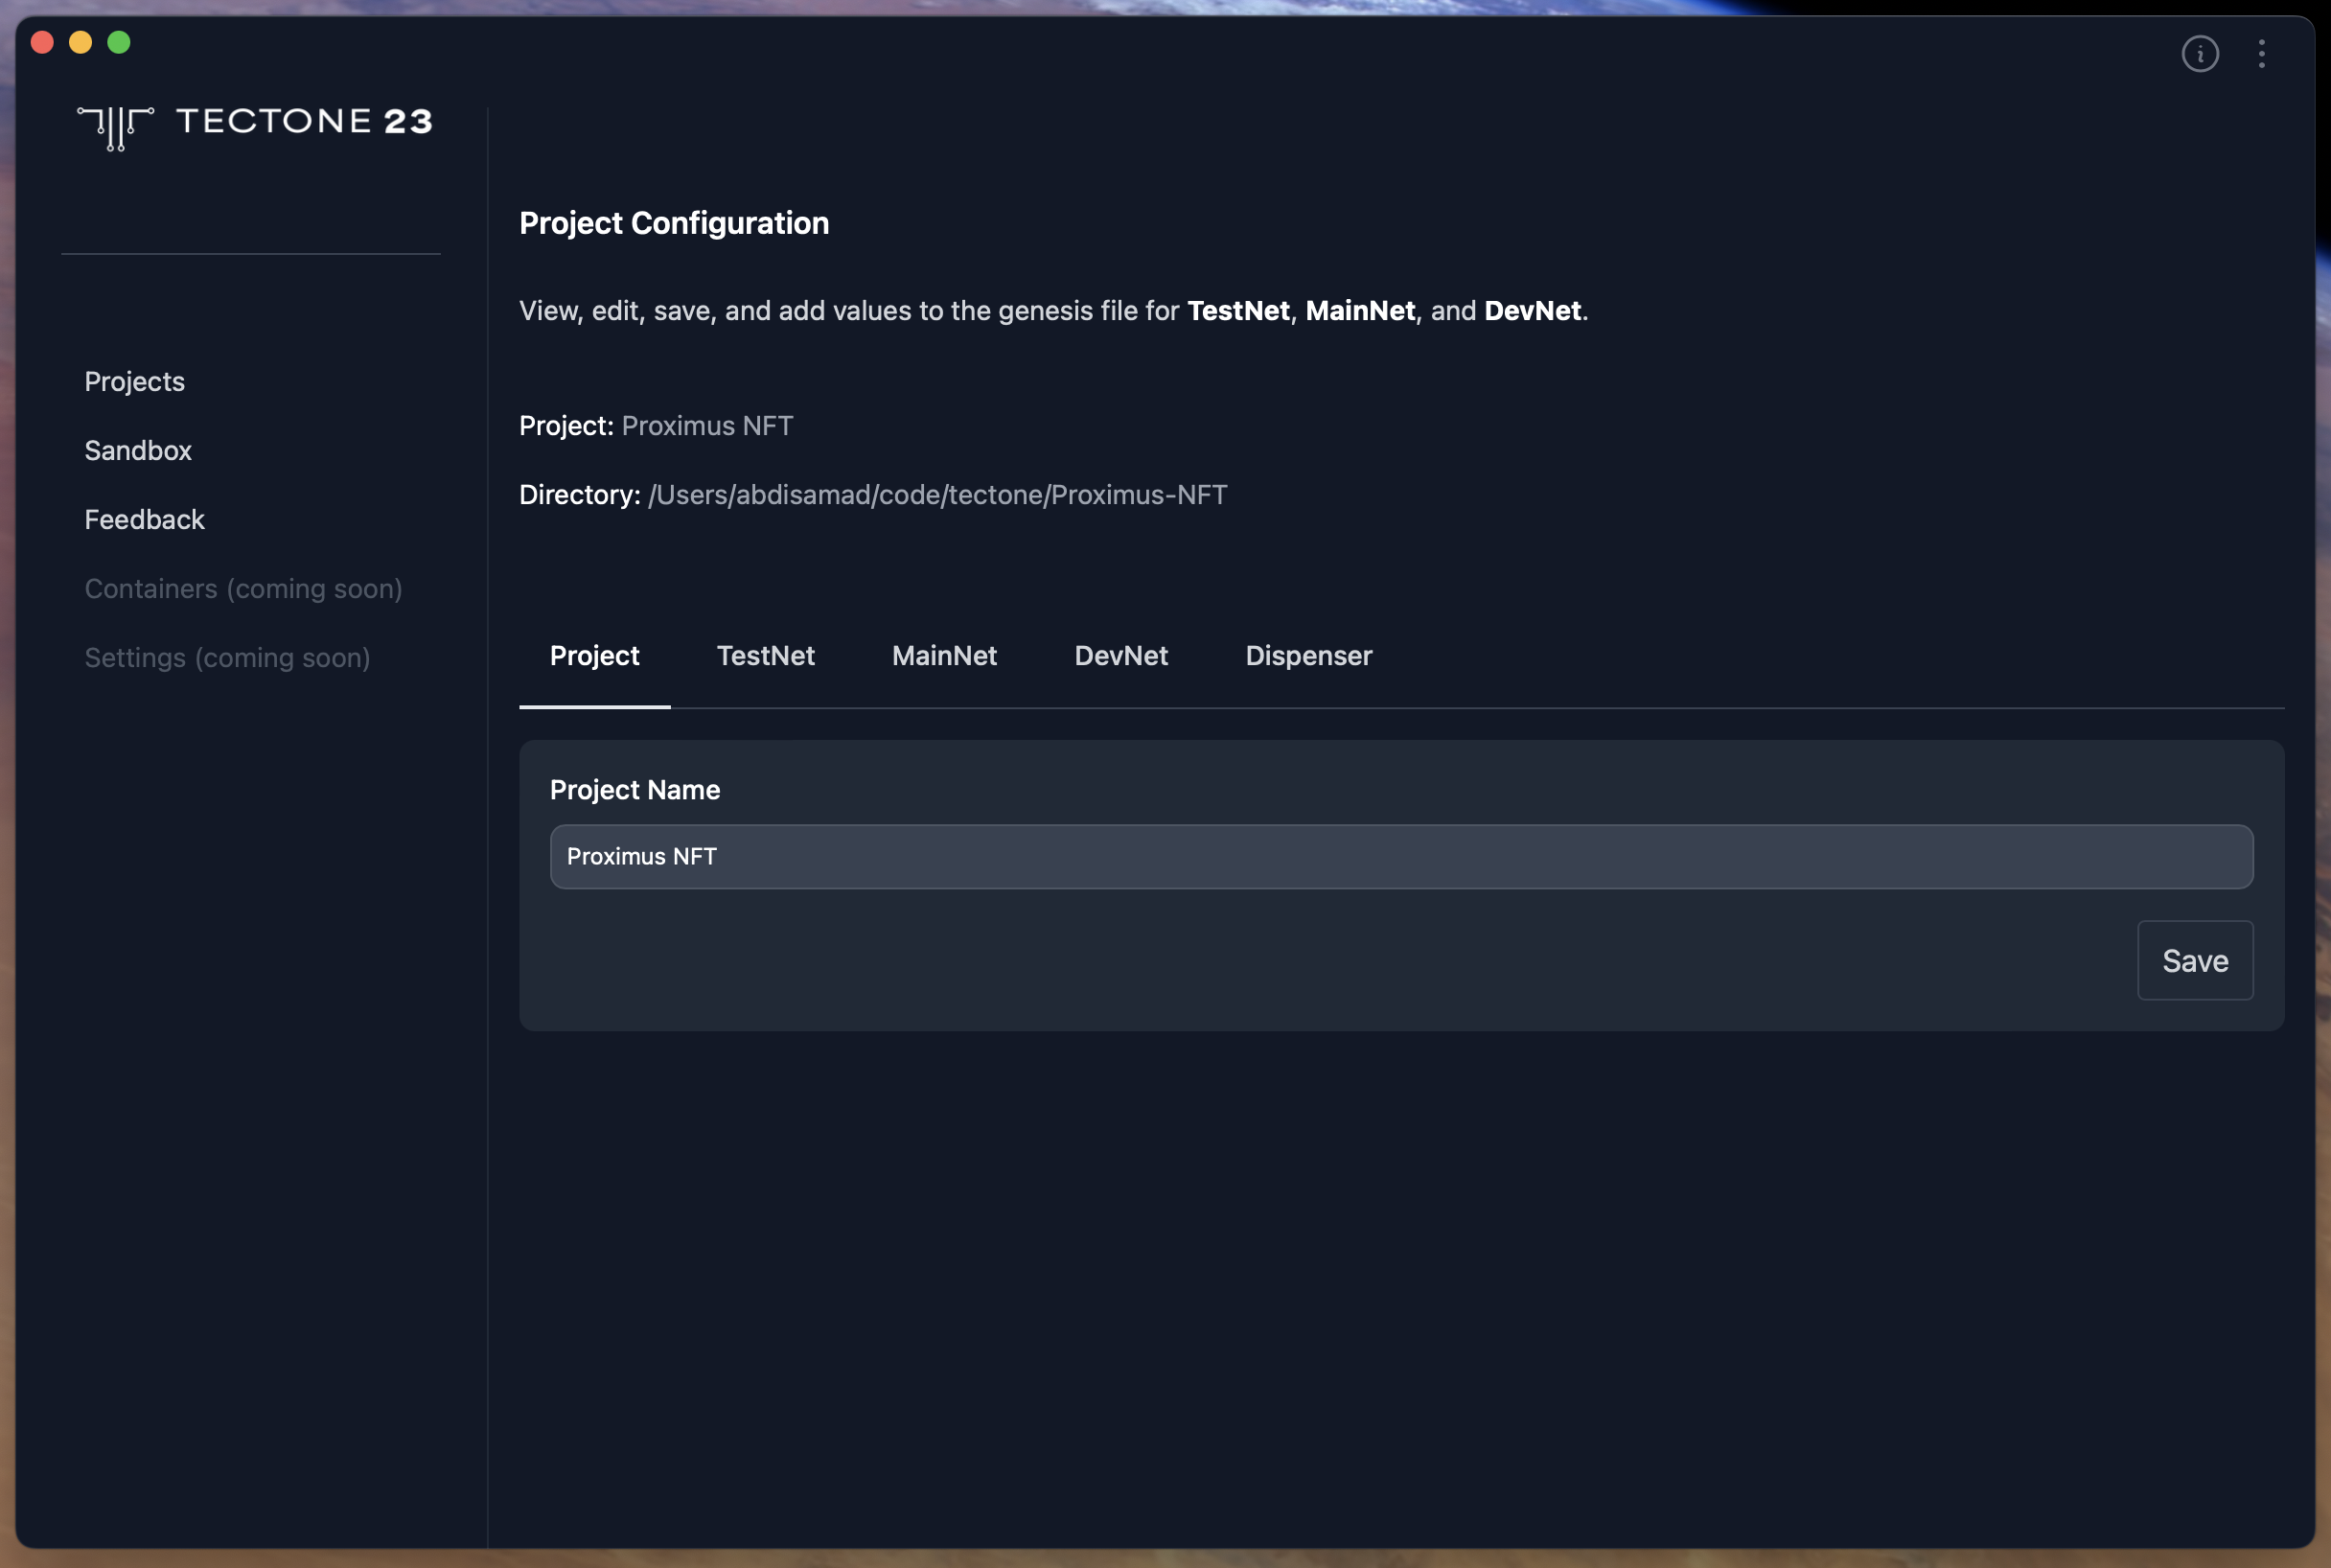 TECTONE 23
Projects
Sandbox
Feedback
Containers (coming soon)
Settings (coming soon)
Project Configuration
View, edit, save, and add values to the genesis file for TestNet, MainNet, and DevNet.
Project: Proximus NFT
Directory: /Users/abdisamad/code/tectone/Proximus-NFT
Project TestNet MainNet DevNet Dispenser
Project Name
Proximus NFT
Save